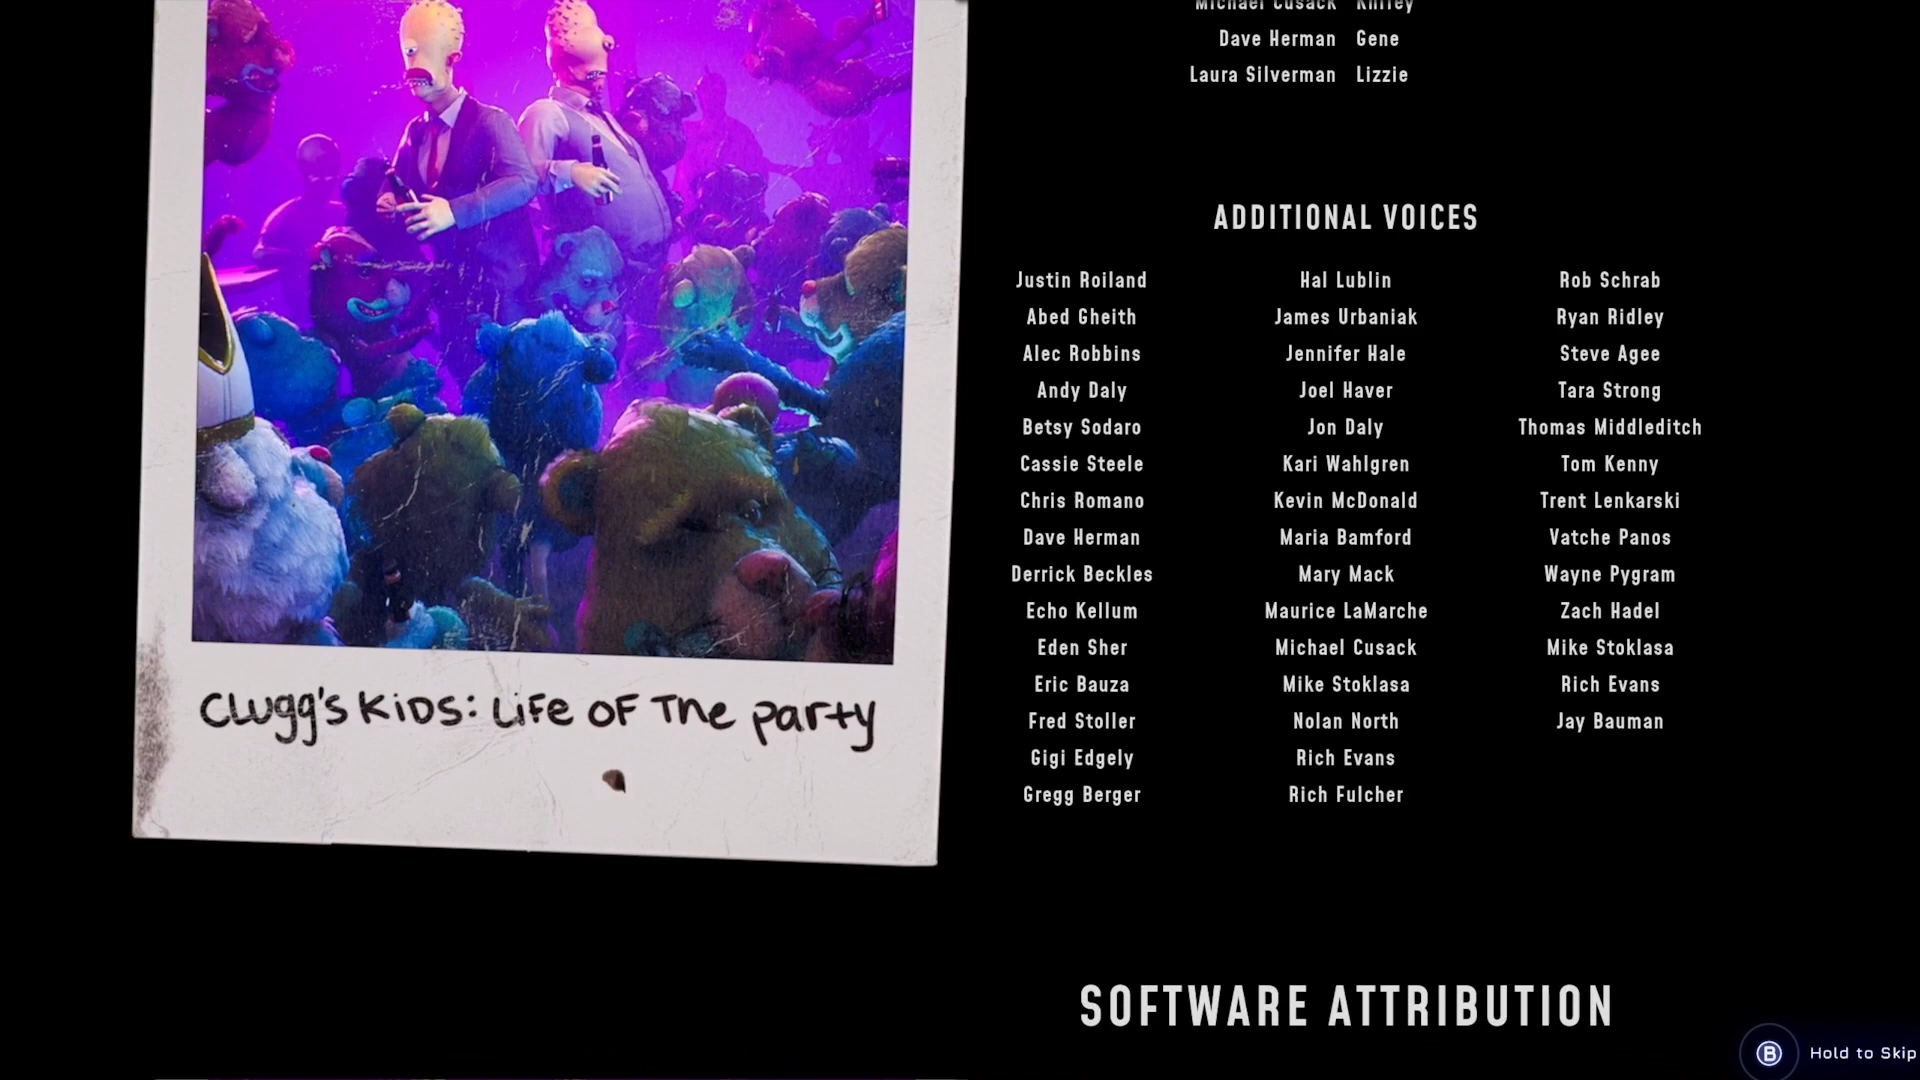 Michael Cusack Knifey
Dave Herman Gene
Laura Silverman Lizzie
ADDITIONAL VOICES
Justin Roiland Hal Lublin Rob Schrab
Abed Gheith James Urbaniak Ryan Ridley
Alec Robbins Jennifer Hale Steve Agee
Andy Daly Joel Haver Tara Strong
Betsy Sodaro Jon Daly Thomas Middleditch
Cassie Steele Kari Wahlgren Tom Kenny
Chris Romano Kevin McDonald Trent Lenkarski
Dave Herman Maria Bamford Vatche Panos
Derrick Beckles Mary Mack Wayne Pygram
Echo Kellum Maurice LaMarche Zach Hadel
Eden Sher Michael Cusack Mike Stoklasa
Eric Bauza Mike Stoklasa Rich Evans
Fred Stoller Nolan North Jay Bauman
Gigi Edgely Rich Evans
Gregg Berger Rich Fulcher
Clugg's Kids: Life of The party
SOFTWARE ATTRIBUTION
B Hold to Skip